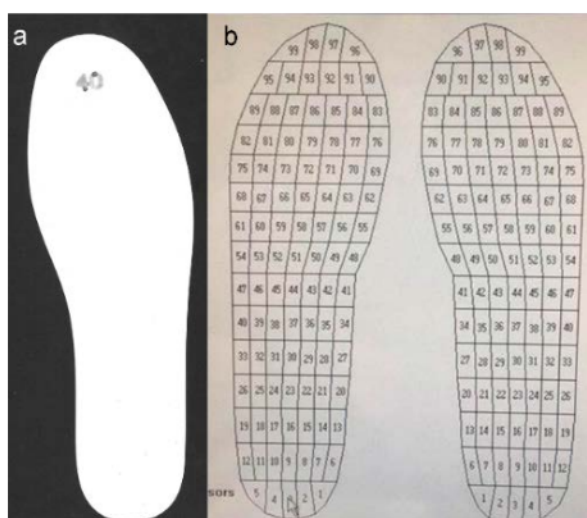 a
b
40
99 98 97 96
95 94 93 92 91 90
89 88 87 86 85 84 83
82 81 80 79 78 77 76
75 74 73 72 71 70 69
68 67 66 65 64 63 62
61 60 59 58 57 56 55
54 53 52 51 50 49 48
47 46 45 44 43 42 41
40 39 38 37 36 35 34
33 32 31 30 29 28 27
26 25 24 23 22 21 20
19 18 17 16 15 14 13
12 11 10 9 8 7 6
sors 5 4 2 1
96 97 98 99
90 91 92 93 94 95
83 84 85 86 87 88 89
76 77 78 79 80 81 82
69 70 71 72 73 74 75
62 63 64 65 66 67 68
55 56 57 58 59 60 61
48 49 50 51 52 53 54
41 42 43 44 45 46 47
34 35 36 37 38 39 40
27 28 29 30 31 32 33
20 21 22 23 24 25 26
13 14 15 16 17 18 19
6 7 8 9 10 11 12
1 2 3 4 5